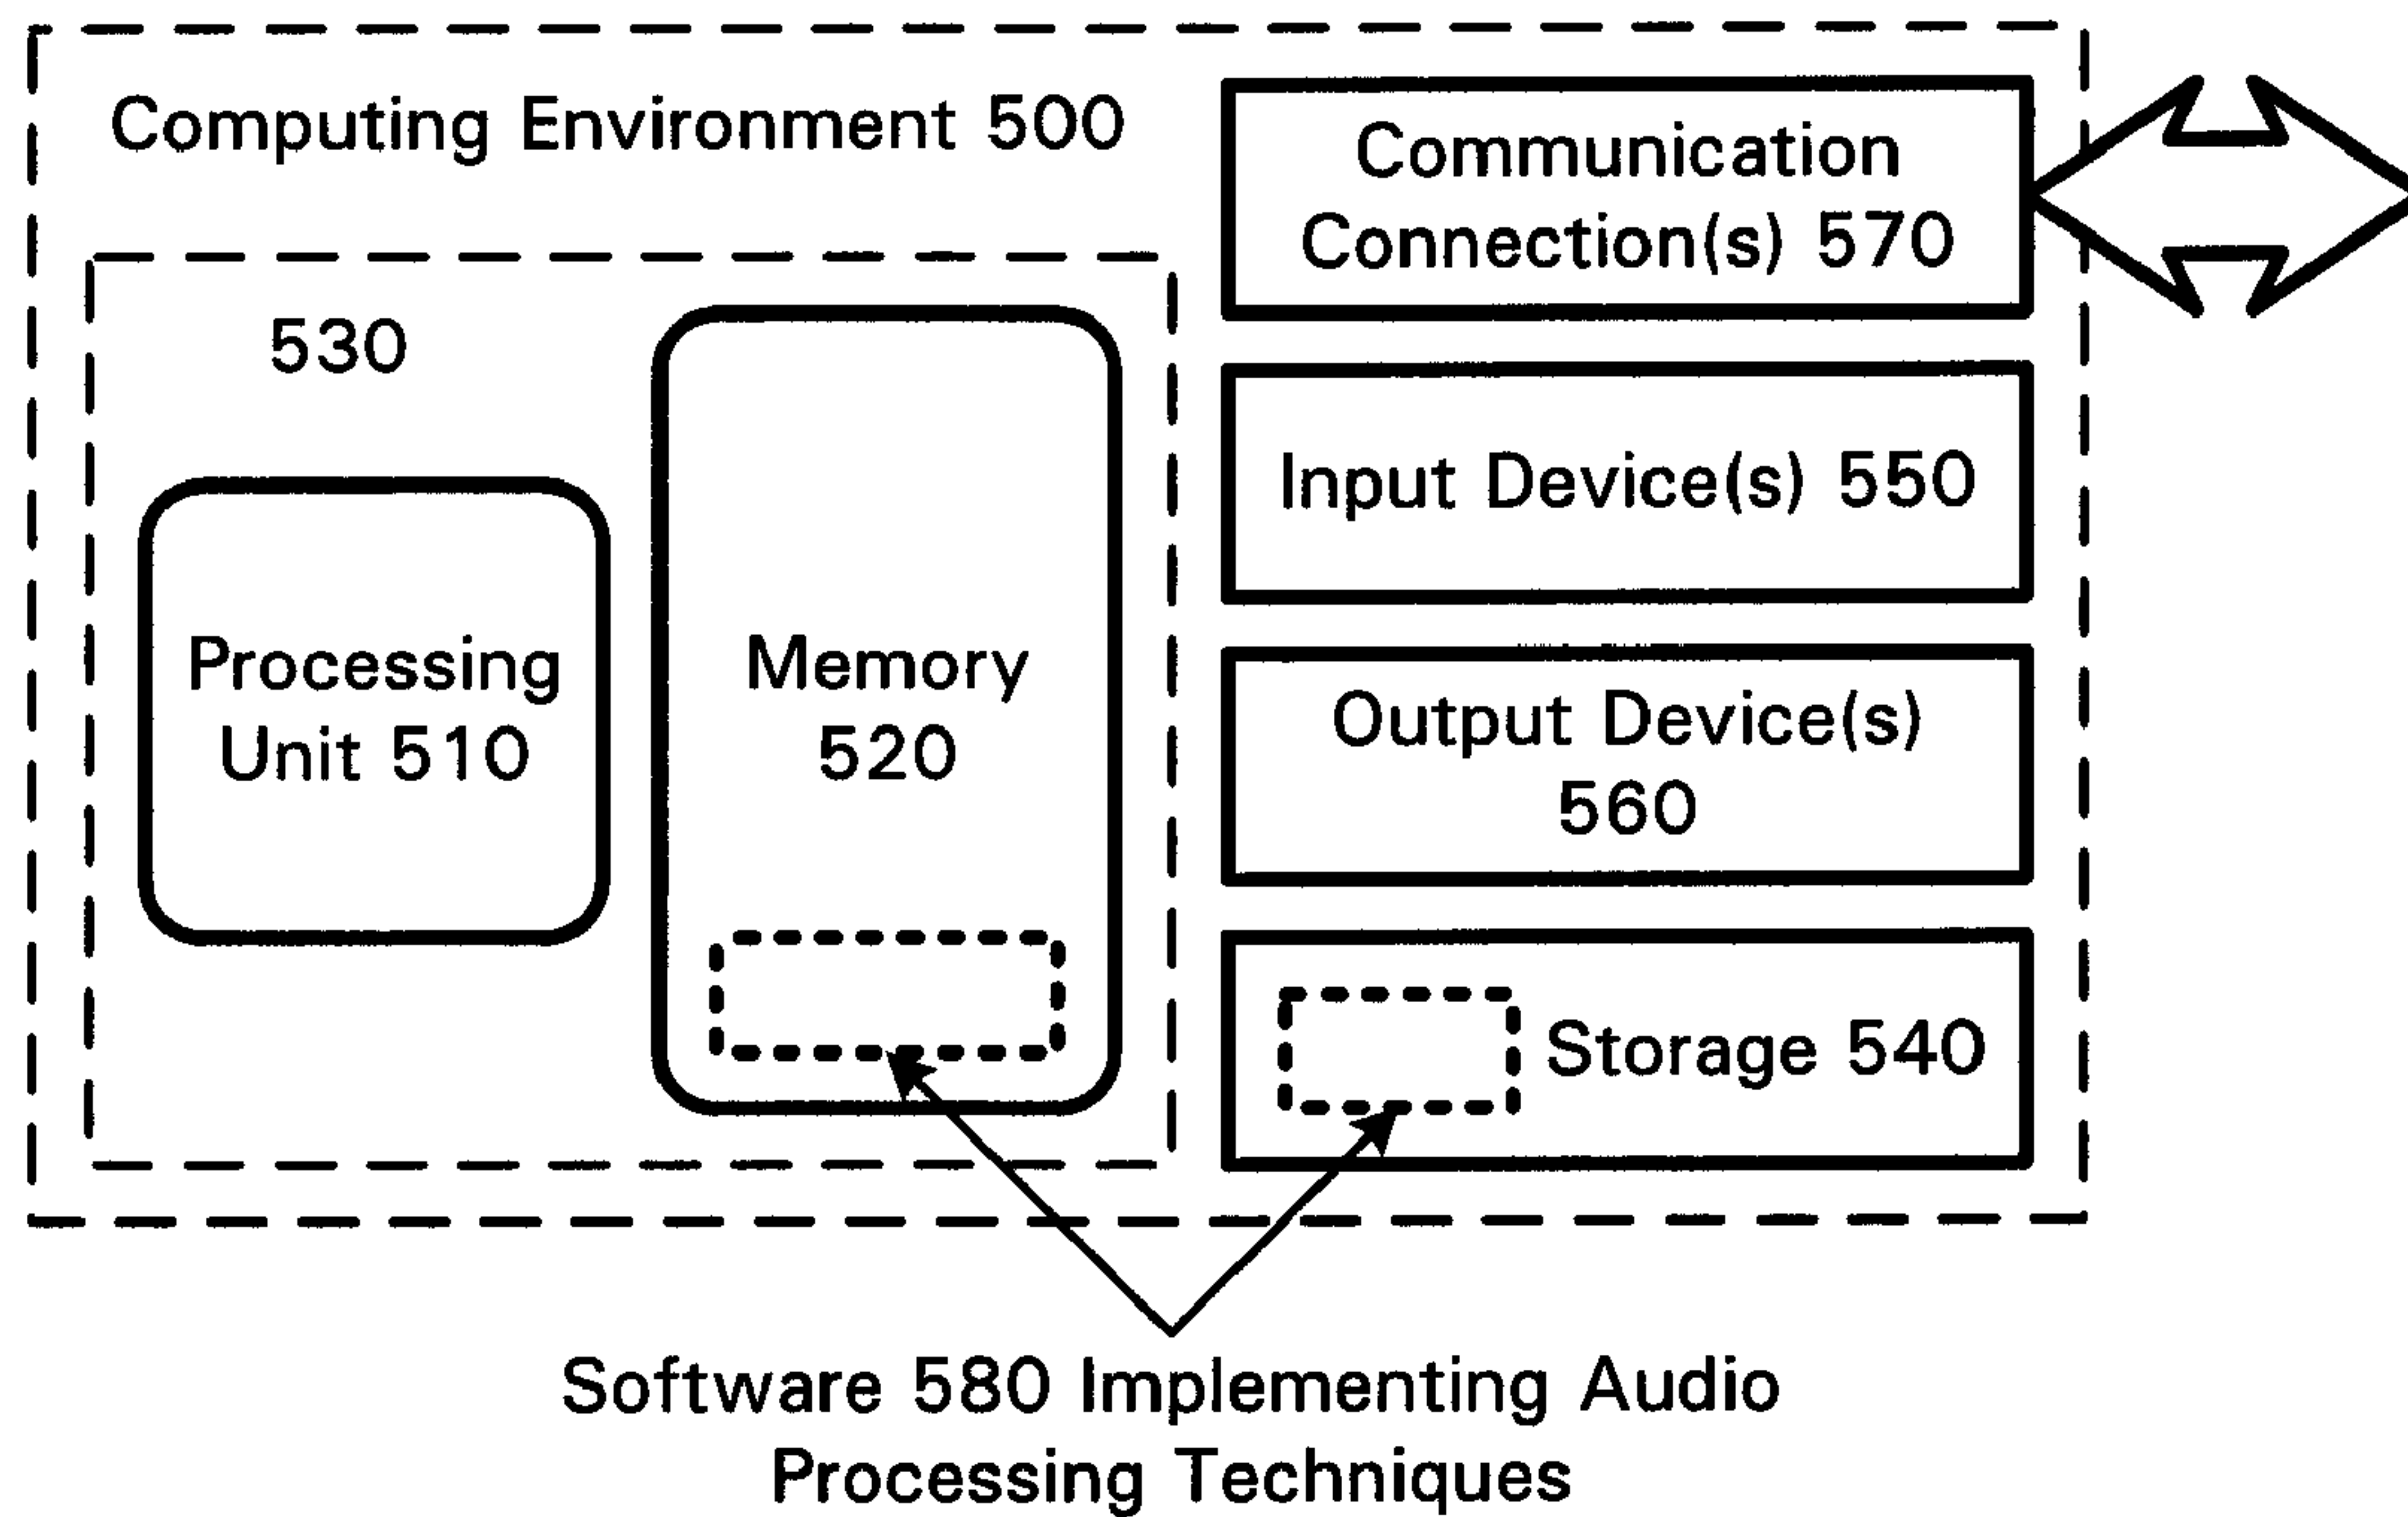 Computing Environment 500
530
Processing
Unit 510
Memory
520
Communication
Connection(s) 570
Input Device(s) 550
Output Device(s)
560
Storage 540
Software 580 Implementing Audio
Processing Techniques